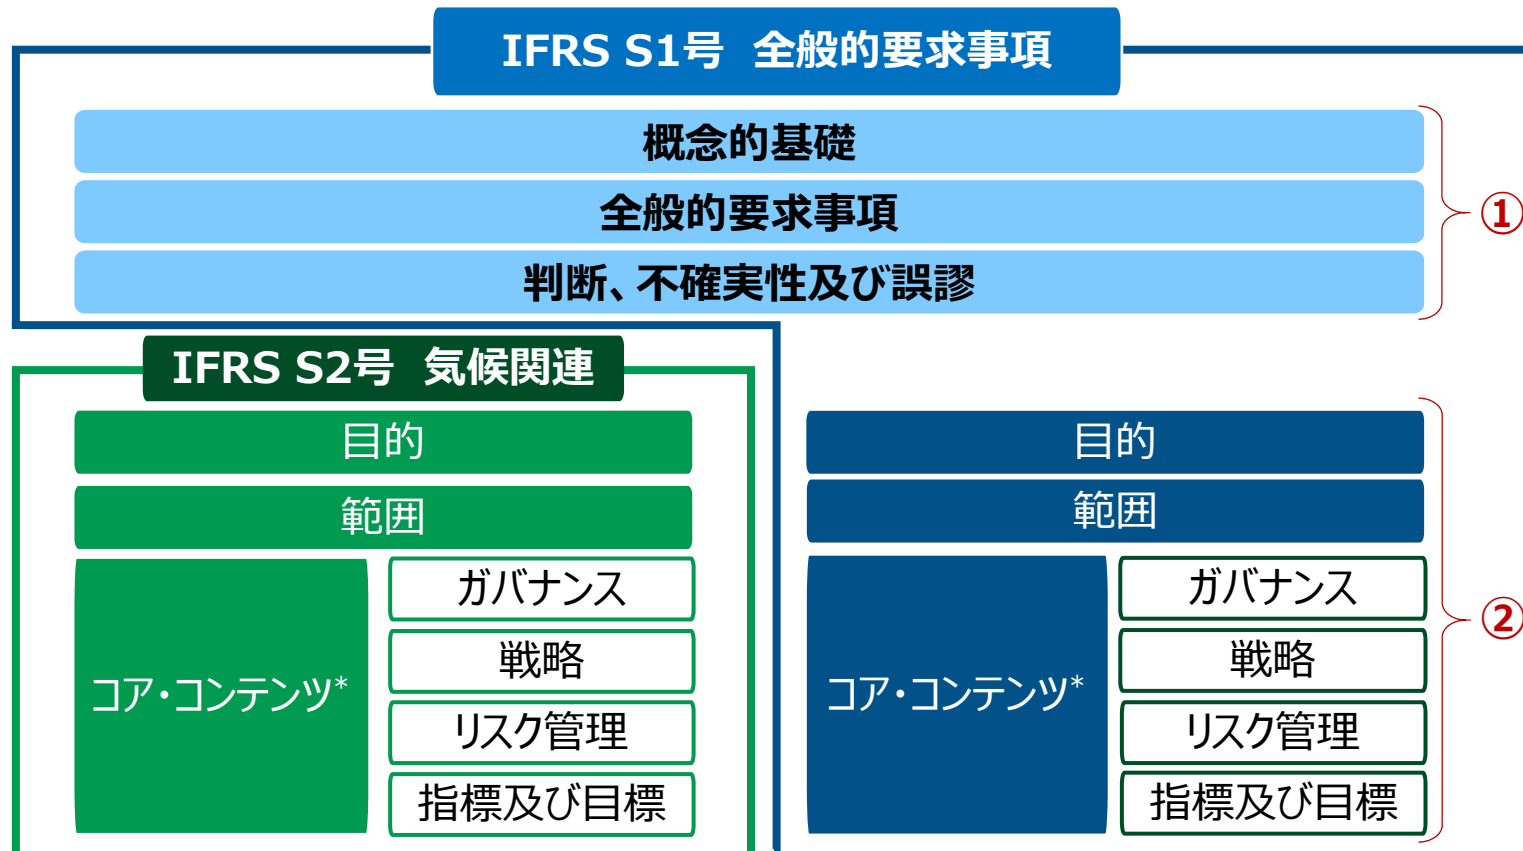 IFRS S1号 全般的要求事項
概念的基礎
全般的要求事項
判断、不確実性及び誤謬
①
IFRS S2号 気候関連
目的
範囲
コア・コンテンツ*
ガバナンス
戦略
リスク管理
指標及び目標
目的
範囲
コア・コンテンツ*
ガバナンス
戦略
リスク管理
指標及び目標
②